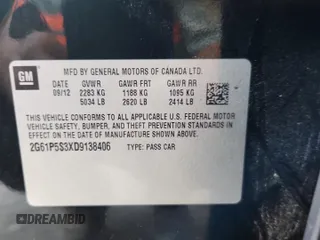 GM
MFD BY GENERAL MOTORS OF CANADA LTD.
DATE GVWR GAWR FRT GAWR RR
09/12 2283 KG 1188 KG 1095 KG
5034 LB 2620 LB 2414 LB
THIS VEHICLE CONFORMS TO ALL APPLICABLE U.S. FEDERAL MOTOR
VEHICLE SAFETY, BUMPER, AND THEFT PREVENTION STANDARDS IN
EFFECT ON THE DATE OF MANUFACTURE SHOWN ABOVE.
2G61P5S3XD9138406 TYPE: PASS CAR
DREAMBID